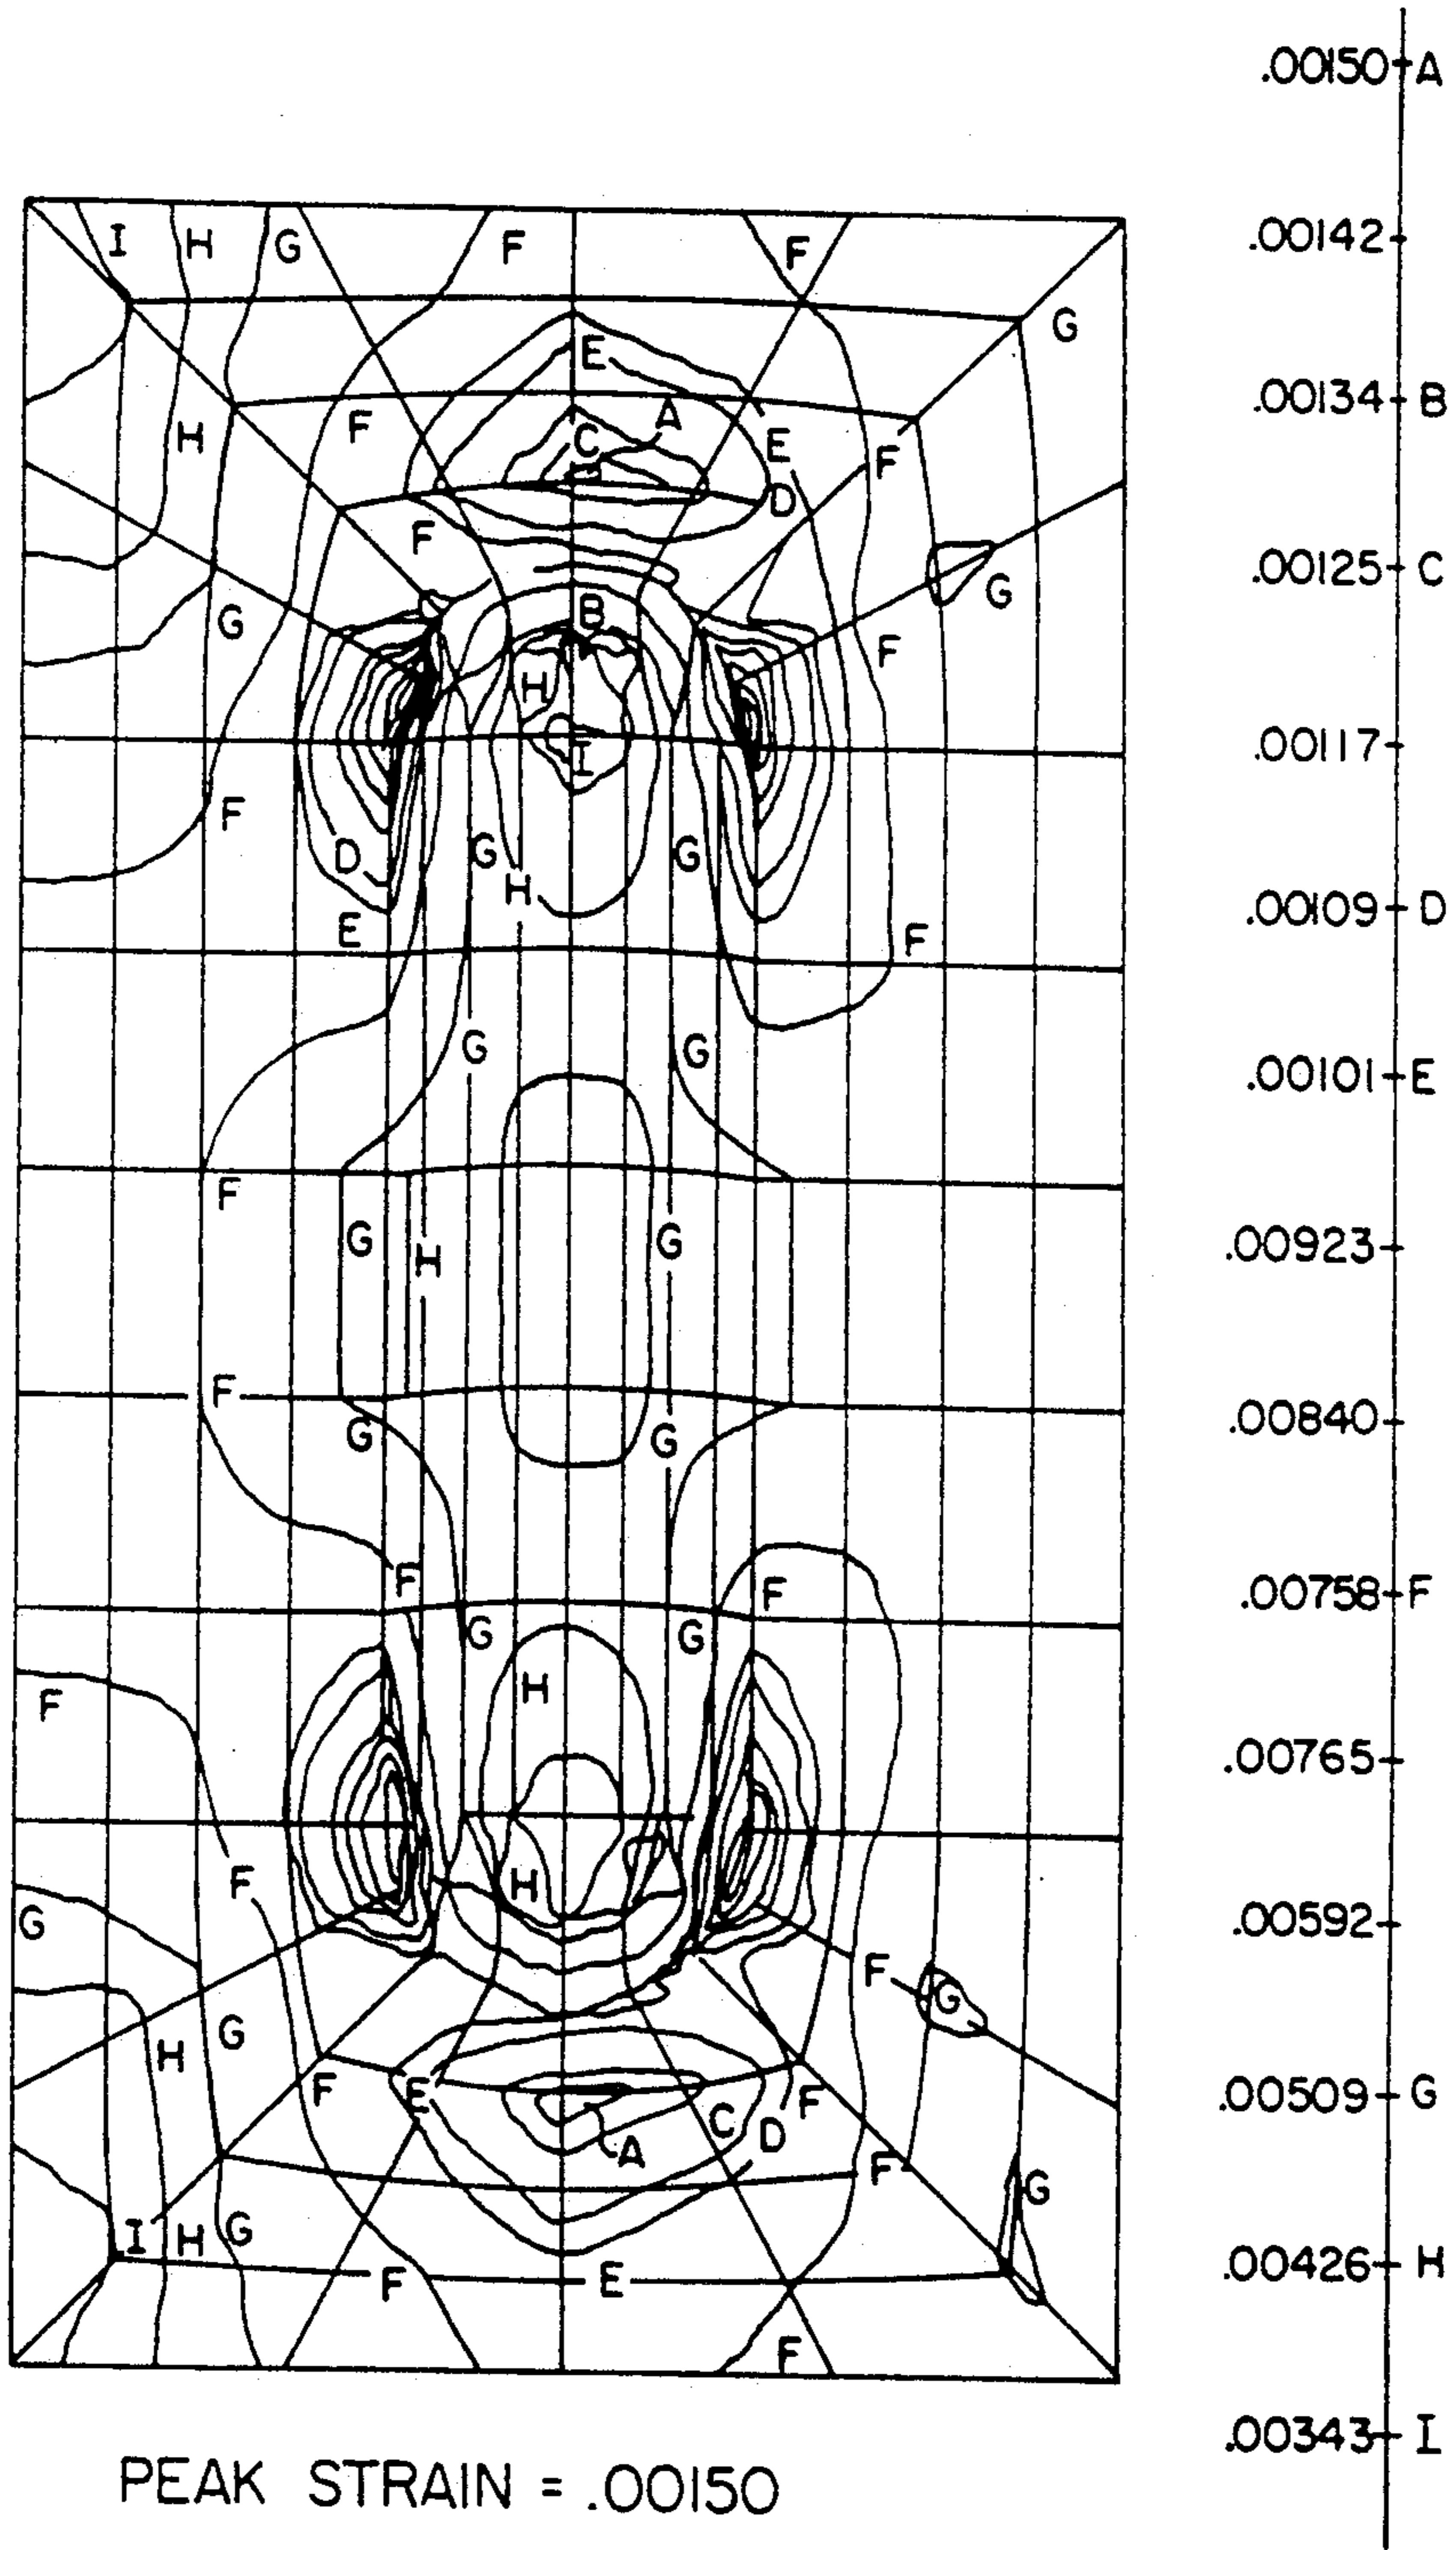 .00150 A
I H G F F .00142
E G
H F C A E F .00134 B
D
F
G B G .00125 C
F
H
I .00117
F
D G H G
E F .00109 D
G G .00101 E
F
G H G .00923
F
G G .00840
F F .00758 F
G G
F H .00765
F H
G .00592
F G
H G
F E C D F .00509 G
A
F G
I H G
F E .00426 H
F
.00343 I
PEAK STRAIN = .00150